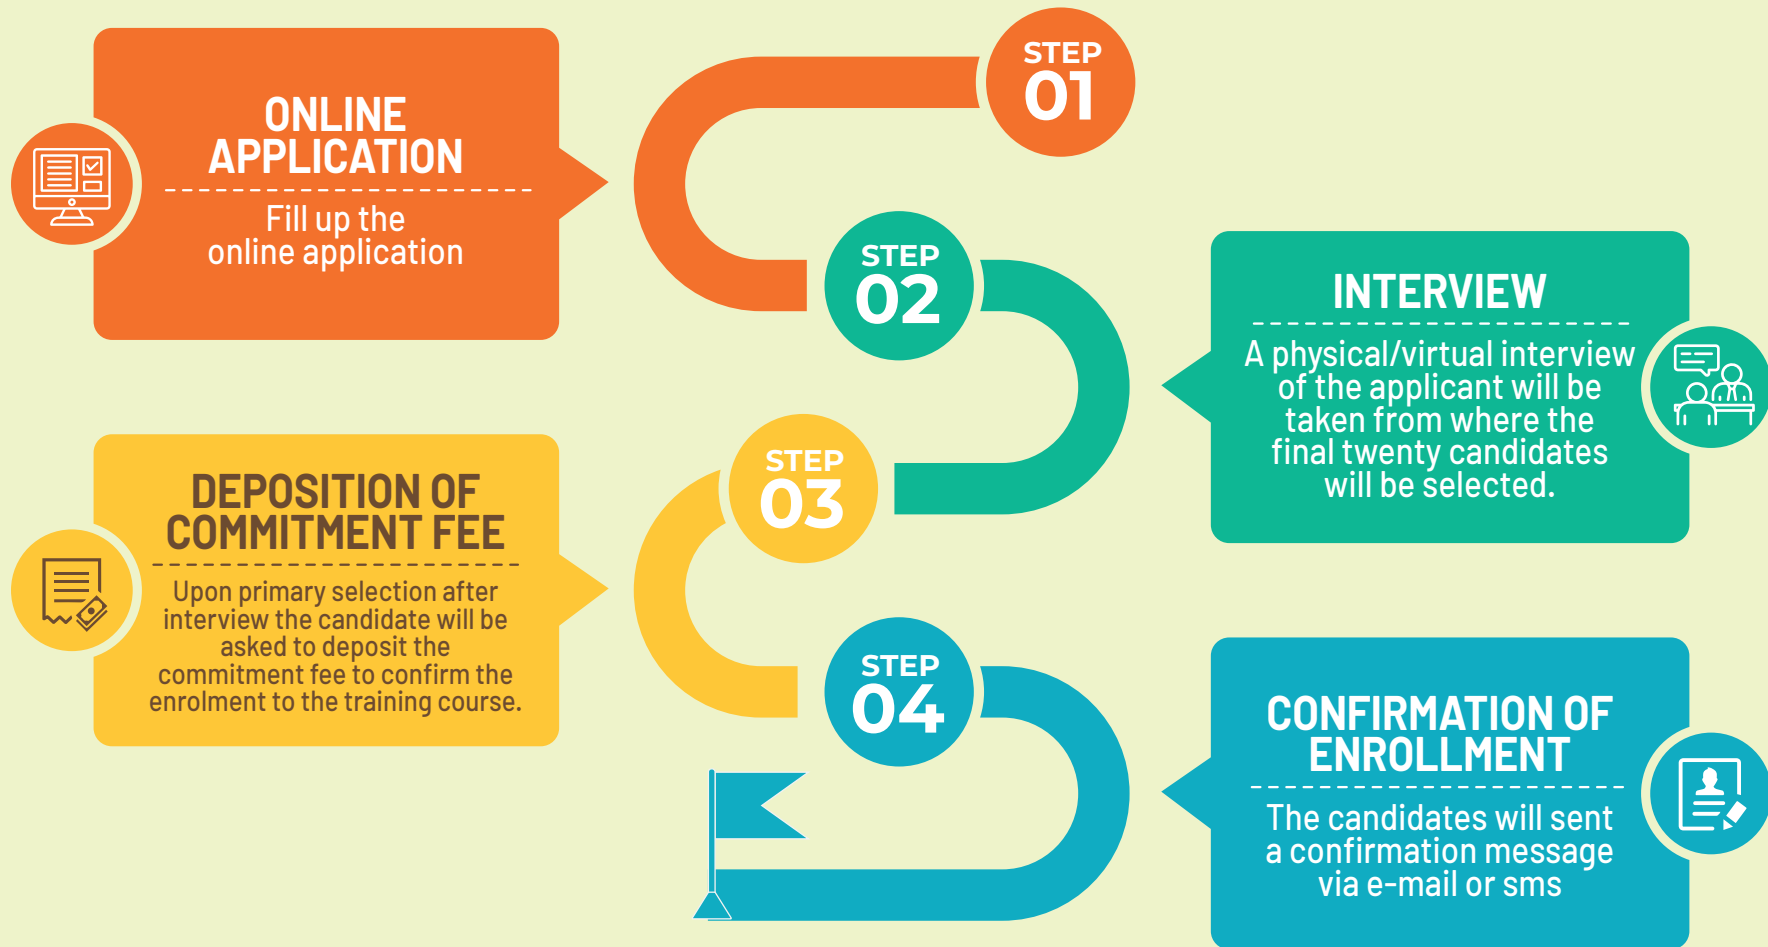 STEP
01
ONLINE
APPLICATION
Fill up the
online application
STEP
02
INTERVIEW
A physical/virtual interview
of the applicant will be
taken from where the
final twenty candidates
will be selected.
STEP
03
DEPOSITION OF
COMMITMENT FEE
Upon primary selection after
interview the candidate will be
asked to deposit the
commitment fee to confirm the
enrolment to the training course.
STEP
04
CONFIRMATION OF
ENROLLMENT
The candidates will sent
a confirmation message
via e-mail or sms